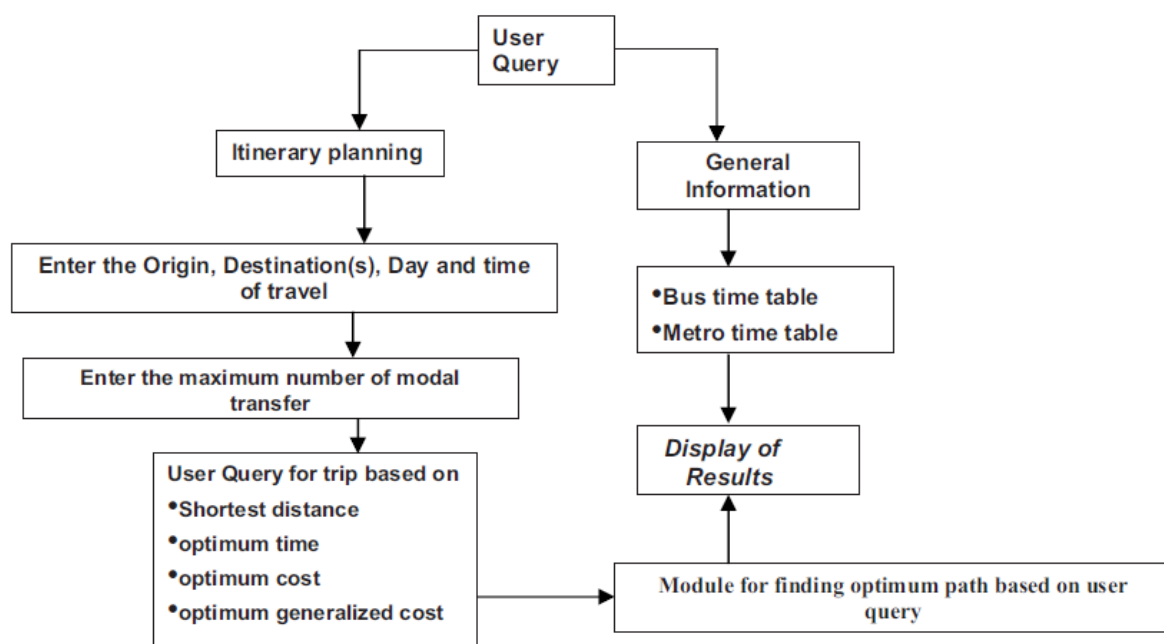 User
Query
Itinerary planning
General
Information
Enter the Origin, Destination(s), Day and time
of travel
•Bus time table
•Metro time table
Enter the maximum number of modal
transfer
User Query for trip based on
•Shortest distance
•optimum time
•optimum cost
•optimum generalized cost
Display of
Results
Module for finding optimum path based on user
query